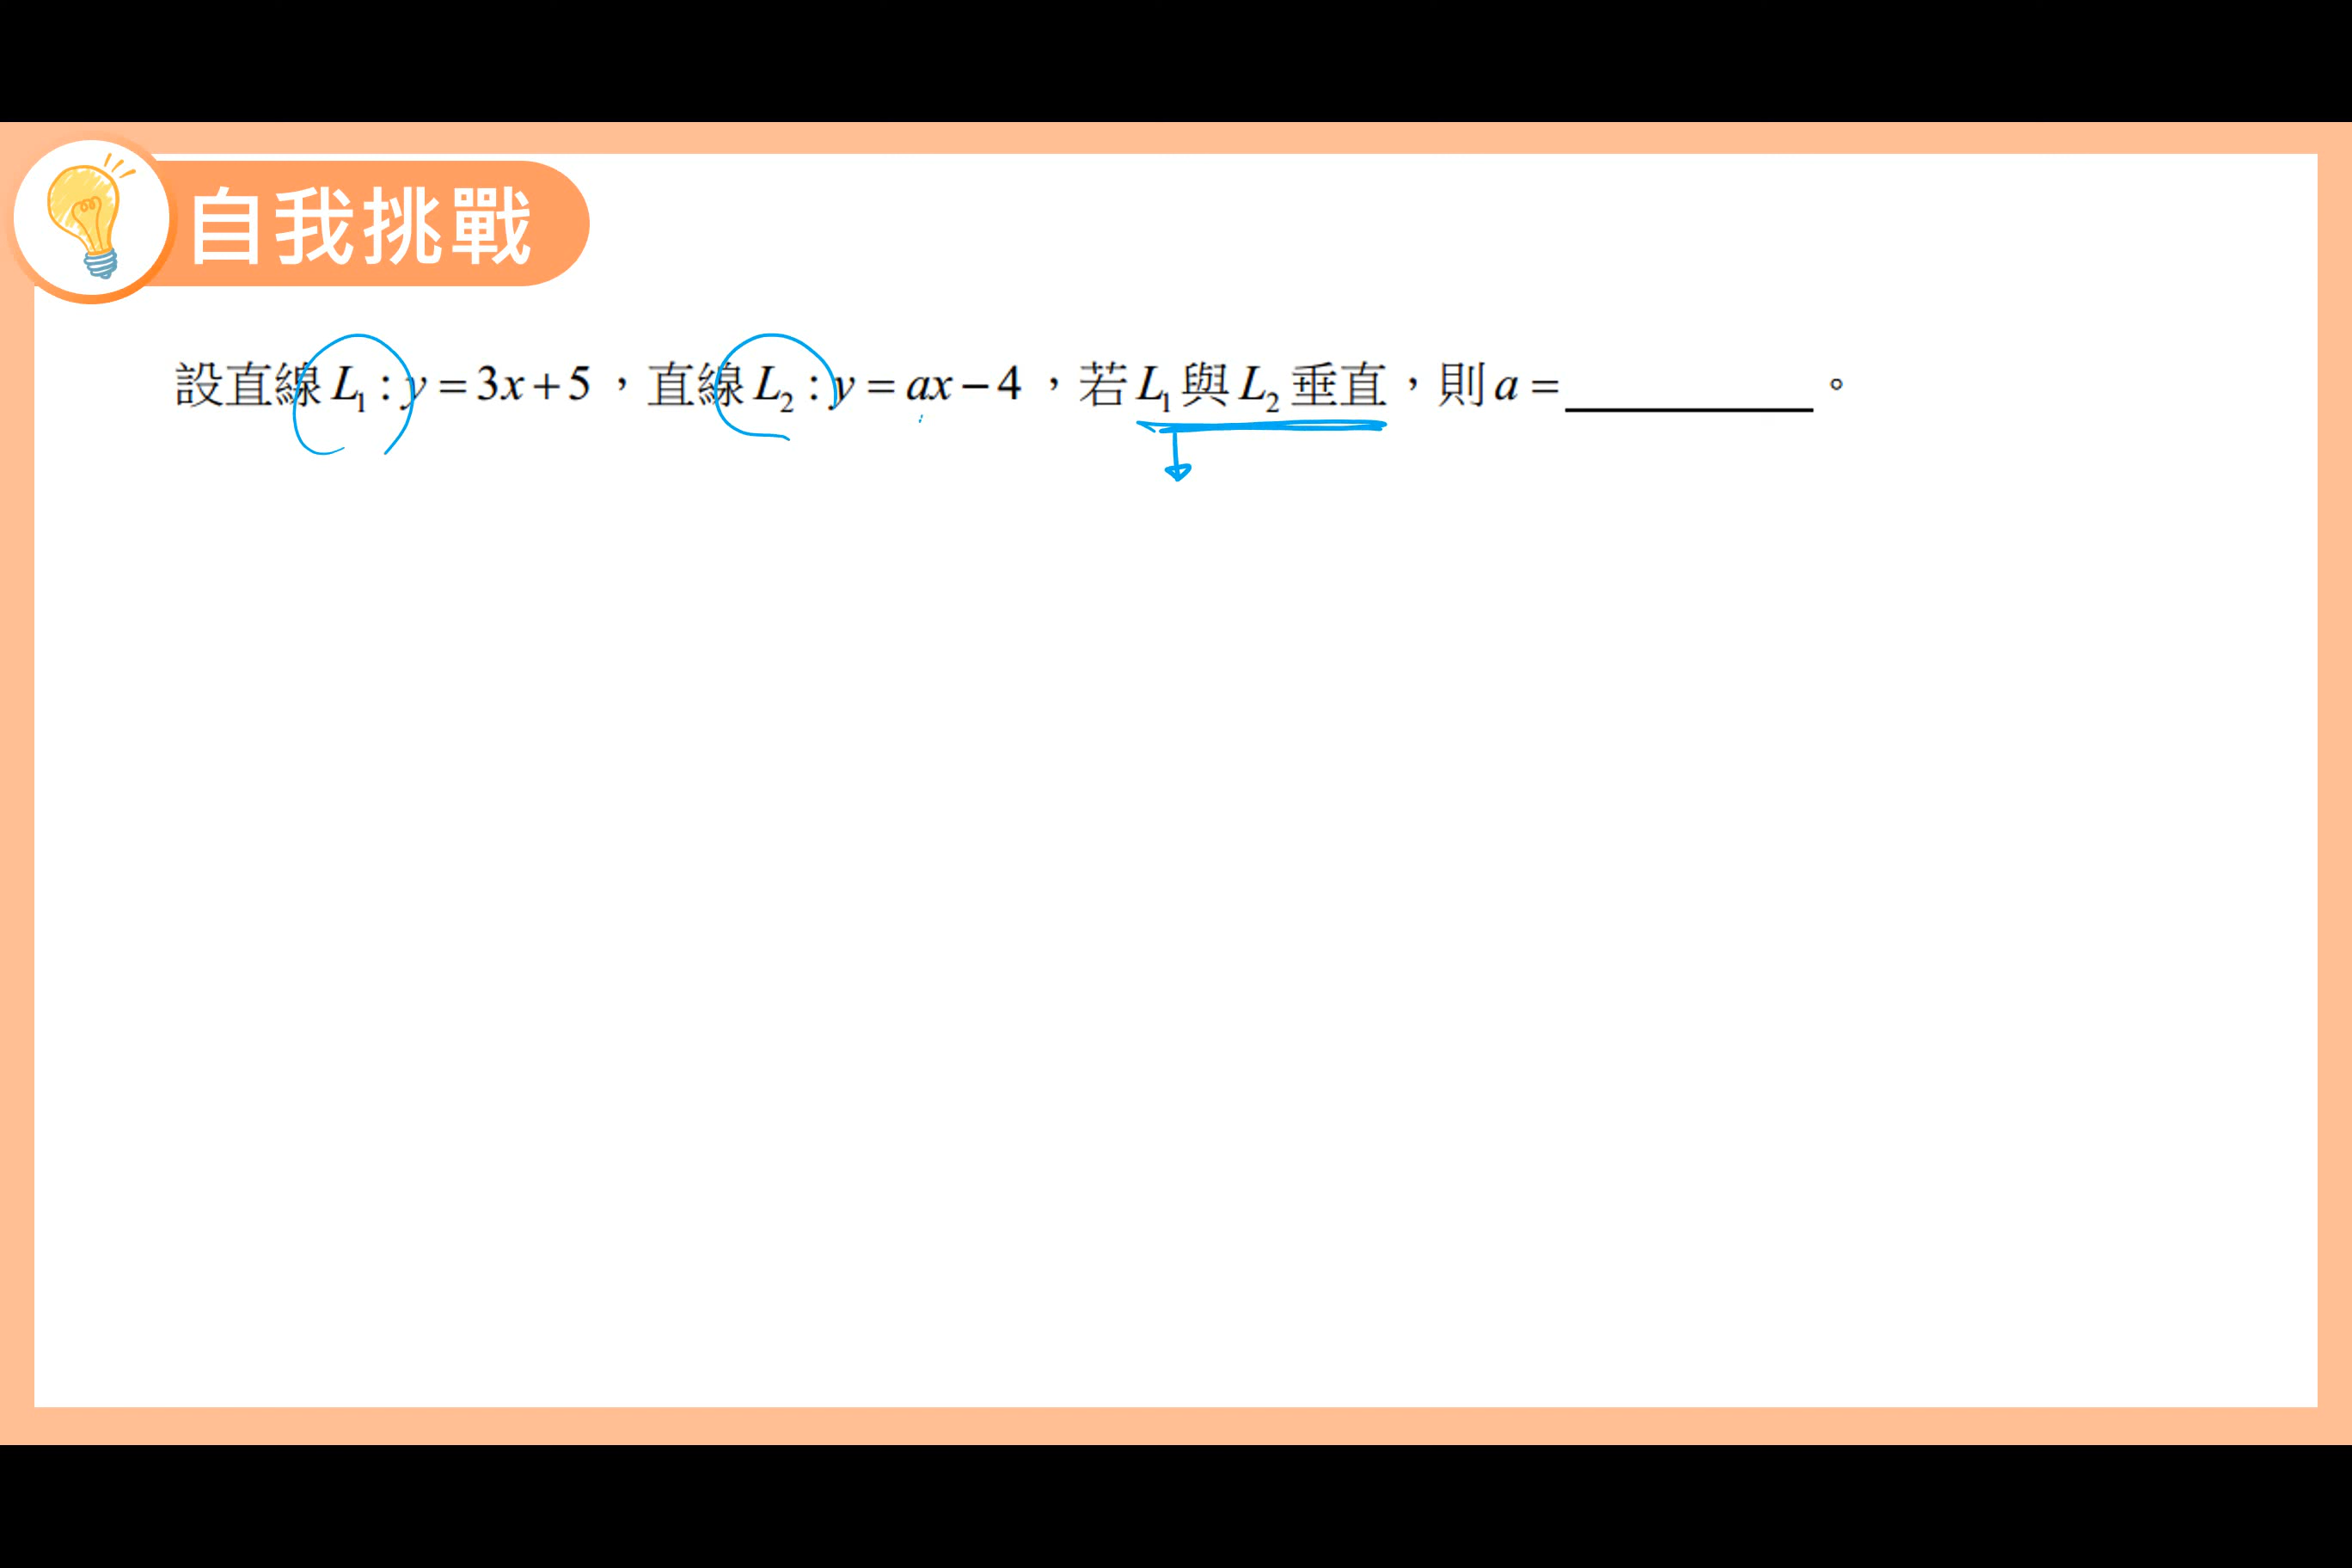 自我挑戰
設直線 L₁ : y = 3x + 5 ，直線 L₂ : y = ax − 4 ，若 L₁ 與 L₂ 垂直，則 a = __________ 。